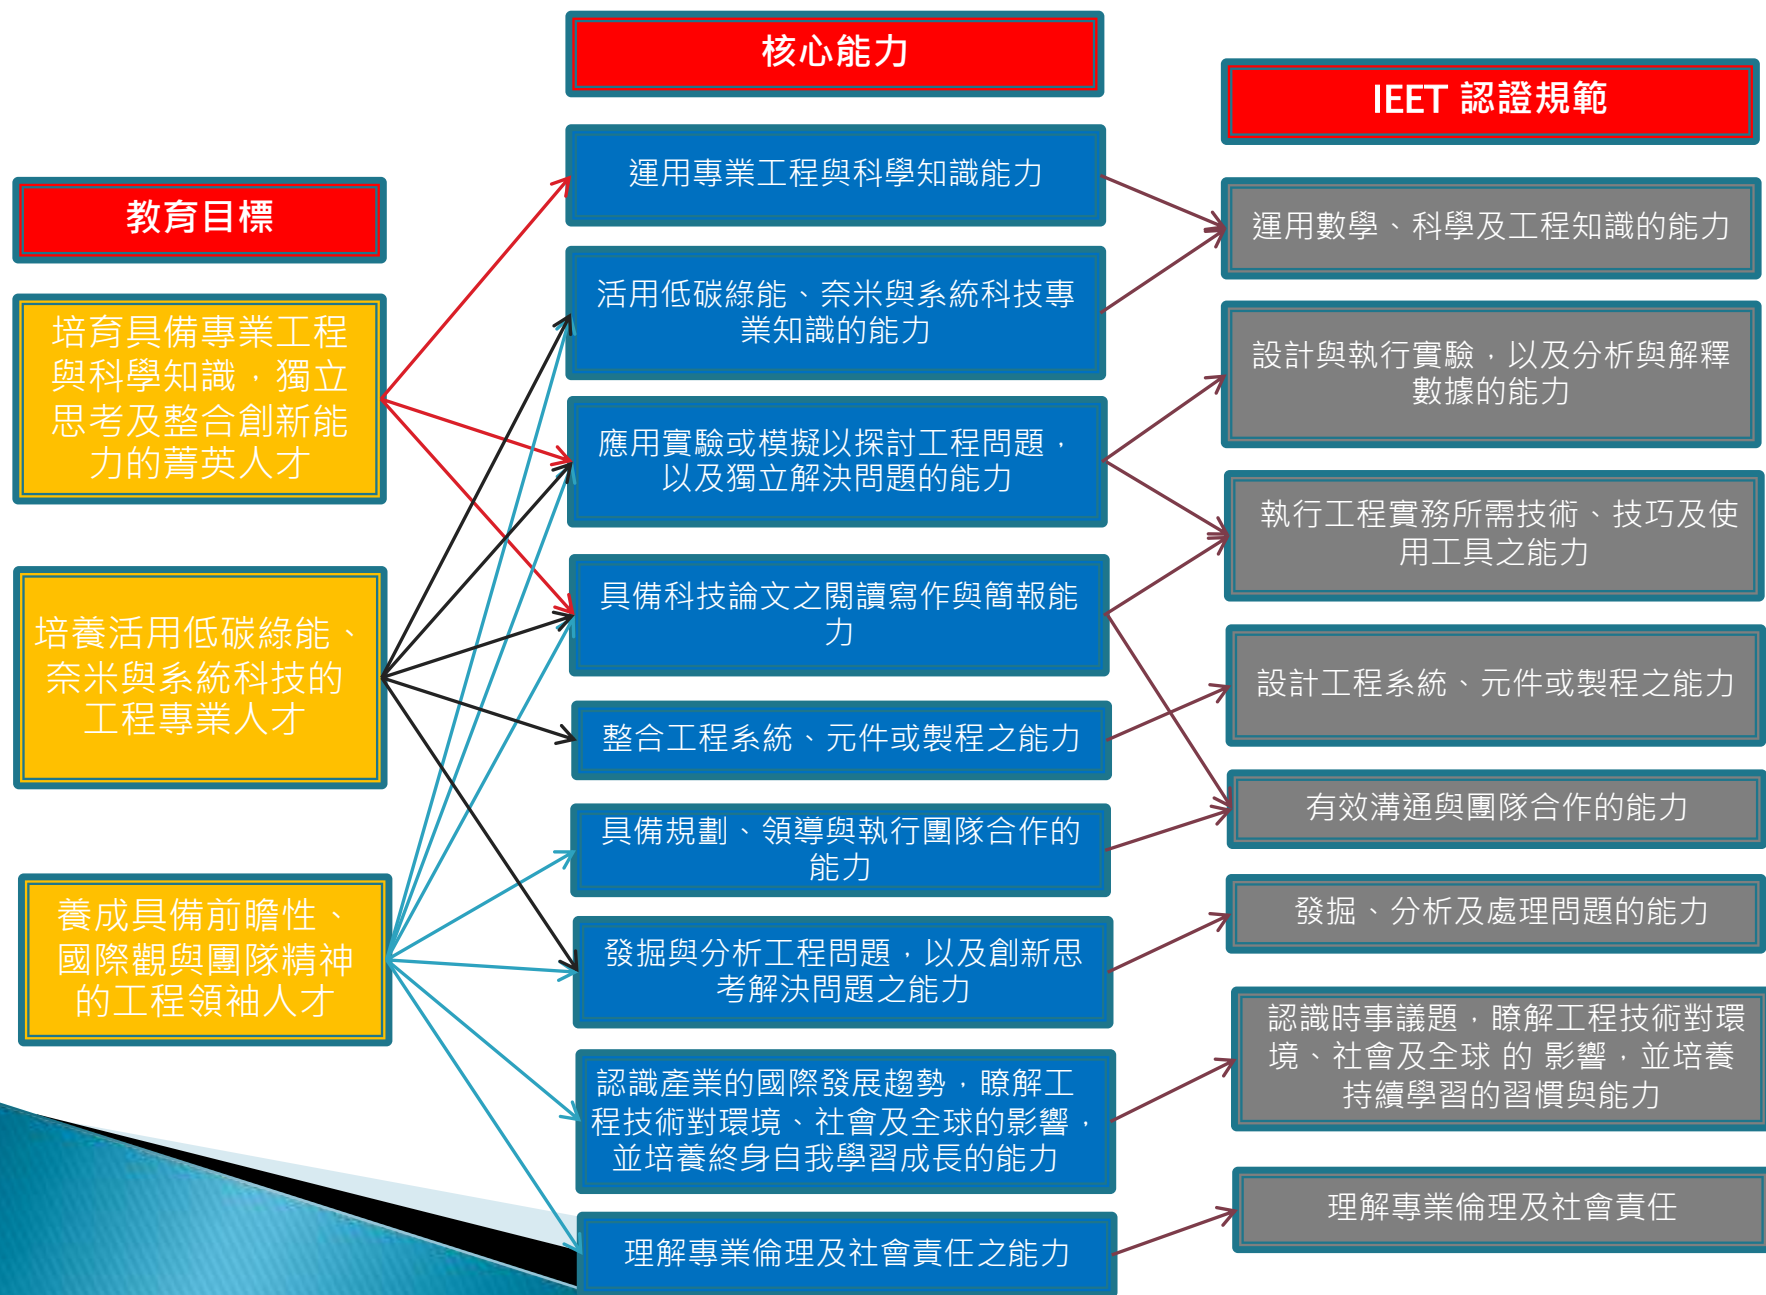 教育目標
培育具備專業工程
與科學知識，獨立
思考及整合創新能
力的菁英人才
培養活用低碳綠能、
奈米與系統科技的
工程專業人才
養成具備前瞻性、
國際觀與團隊精神
的工程領袖人才
核心能力
運用專業工程與科學知識能力
活用低碳綠能、奈米與系統科技專
業知識的能力
應用實驗或模擬以探討工程問題，
以及獨立解決問題的能力
具備科技論文之閱讀寫作與簡報能
力
整合工程系統、元件或製程之能力
具備規劃、領導與執行團隊合作的
能力
發掘與分析工程問題，以及創新思
考解決問題之能力
認識產業的國際發展趨勢，瞭解工
程技術對環境、社會及全球的影響，
並培養終身自我學習成長的能力
理解專業倫理及社會責任之能力
IEET 認證規範
運用數學、科學及工程知識的能力
設計與執行實驗，以及分析與解釋
數據的能力
執行工程實務所需技術、技巧及使
用工具之能力
設計工程系統、元件或製程之能力
有效溝通與團隊合作的能力
發掘、分析及處理問題的能力
認識時事議題，瞭解工程技術對環
境、社會及全球 的 影響，並培養
持續學習的習慣與能力
理解專業倫理及社會責任